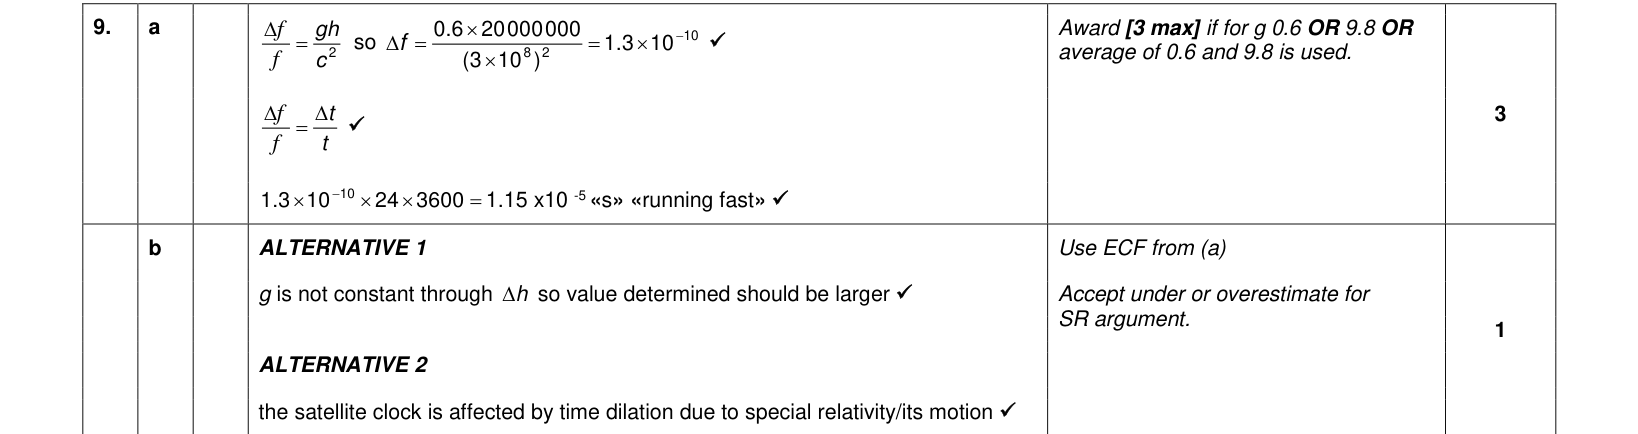 9. a Δf/f = gh/c² so Δf = 0.6×20000000/(3×10⁸)² = 1.3×10⁻¹⁰ ✓
Award [3 max] if for g 0.6 OR 9.8 OR
average of 0.6 and 9.8 is used.
Δf/f = Δt/t ✓
3
1.3×10⁻¹⁰×24×3600 = 1.15 x10 ⁻⁵ «s» «running fast» ✓
b ALTERNATIVE 1
Use ECF from (a)
g is not constant through Δh so value determined should be larger ✓
Accept under or overestimate for
SR argument.
1
ALTERNATIVE 2
the satellite clock is affected by time dilation due to special relativity/its motion ✓